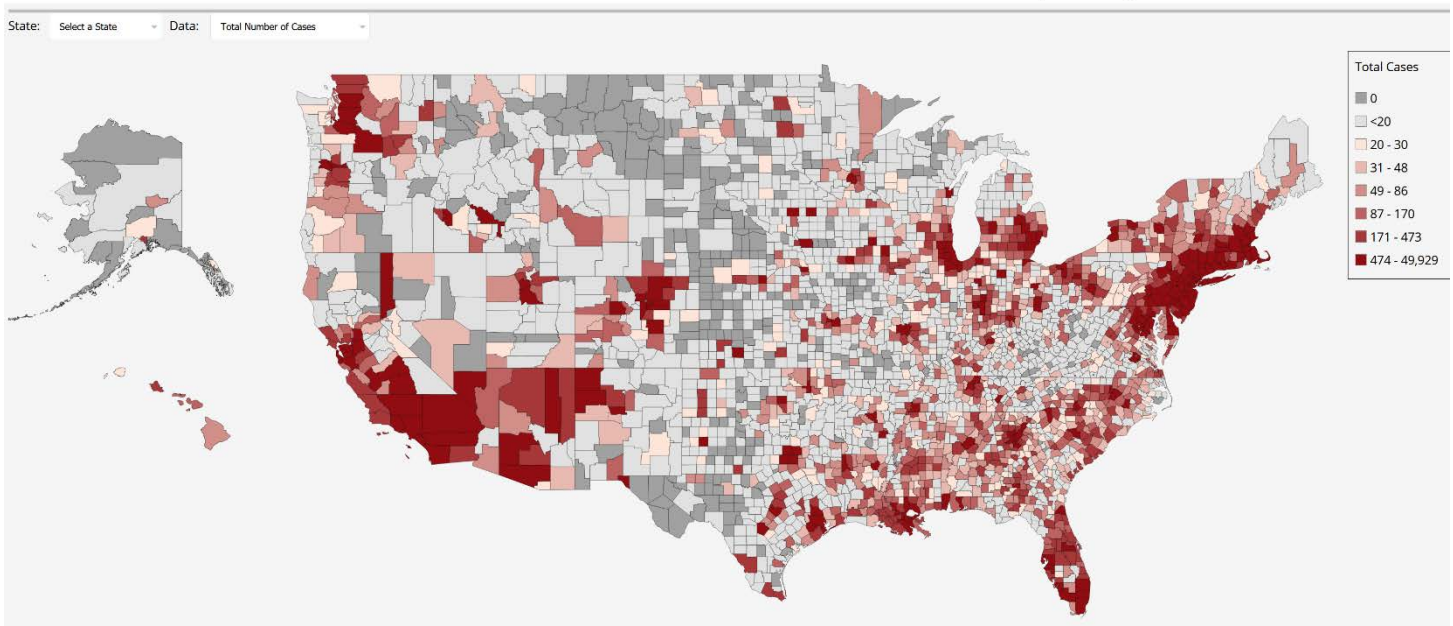 State: Select a State Data: Total Number of Cases
Total Cases
0
<20
20 - 30
31 - 48
49 - 86
87 - 170
171 - 473
474 - 49,929